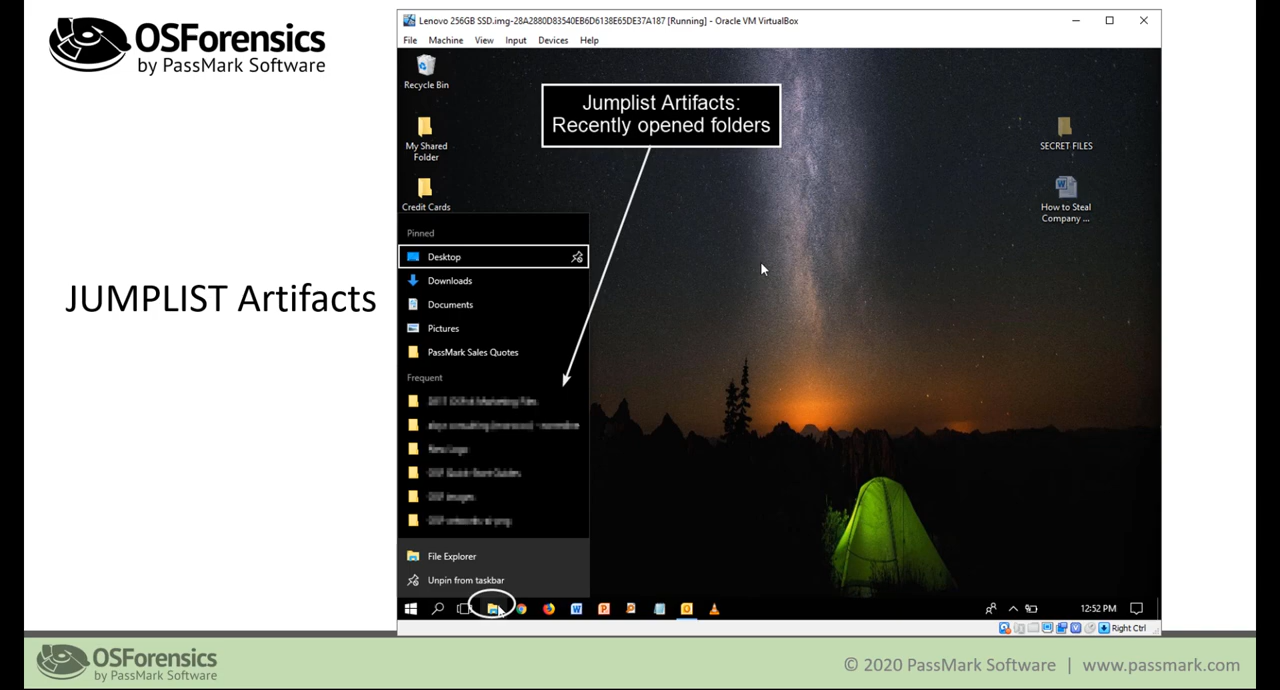 OSForensics
by PassMark Software
JUMPLIST Artifacts
Lenovo 256GB SSD.img-28A2880D83540EB6D6138E65DE37A187 [Running] - Oracle VM VirtualBox
File Machine View Input Devices Help
Recycle Bin
My Shared
Folder
Credit Cards
Jumplist Artifacts:
Recently opened folders
SECRET FILES
How to Steal
Company ...
Pinned
Desktop
Downloads
Documents
Pictures
PassMark Sales Quotes
Frequent
File Explorer
Unpin from taskbar
12:52 PM
Right Ctrl
OSForensics
by PassMark Software
© 2020 PassMark Software | www.passmark.com